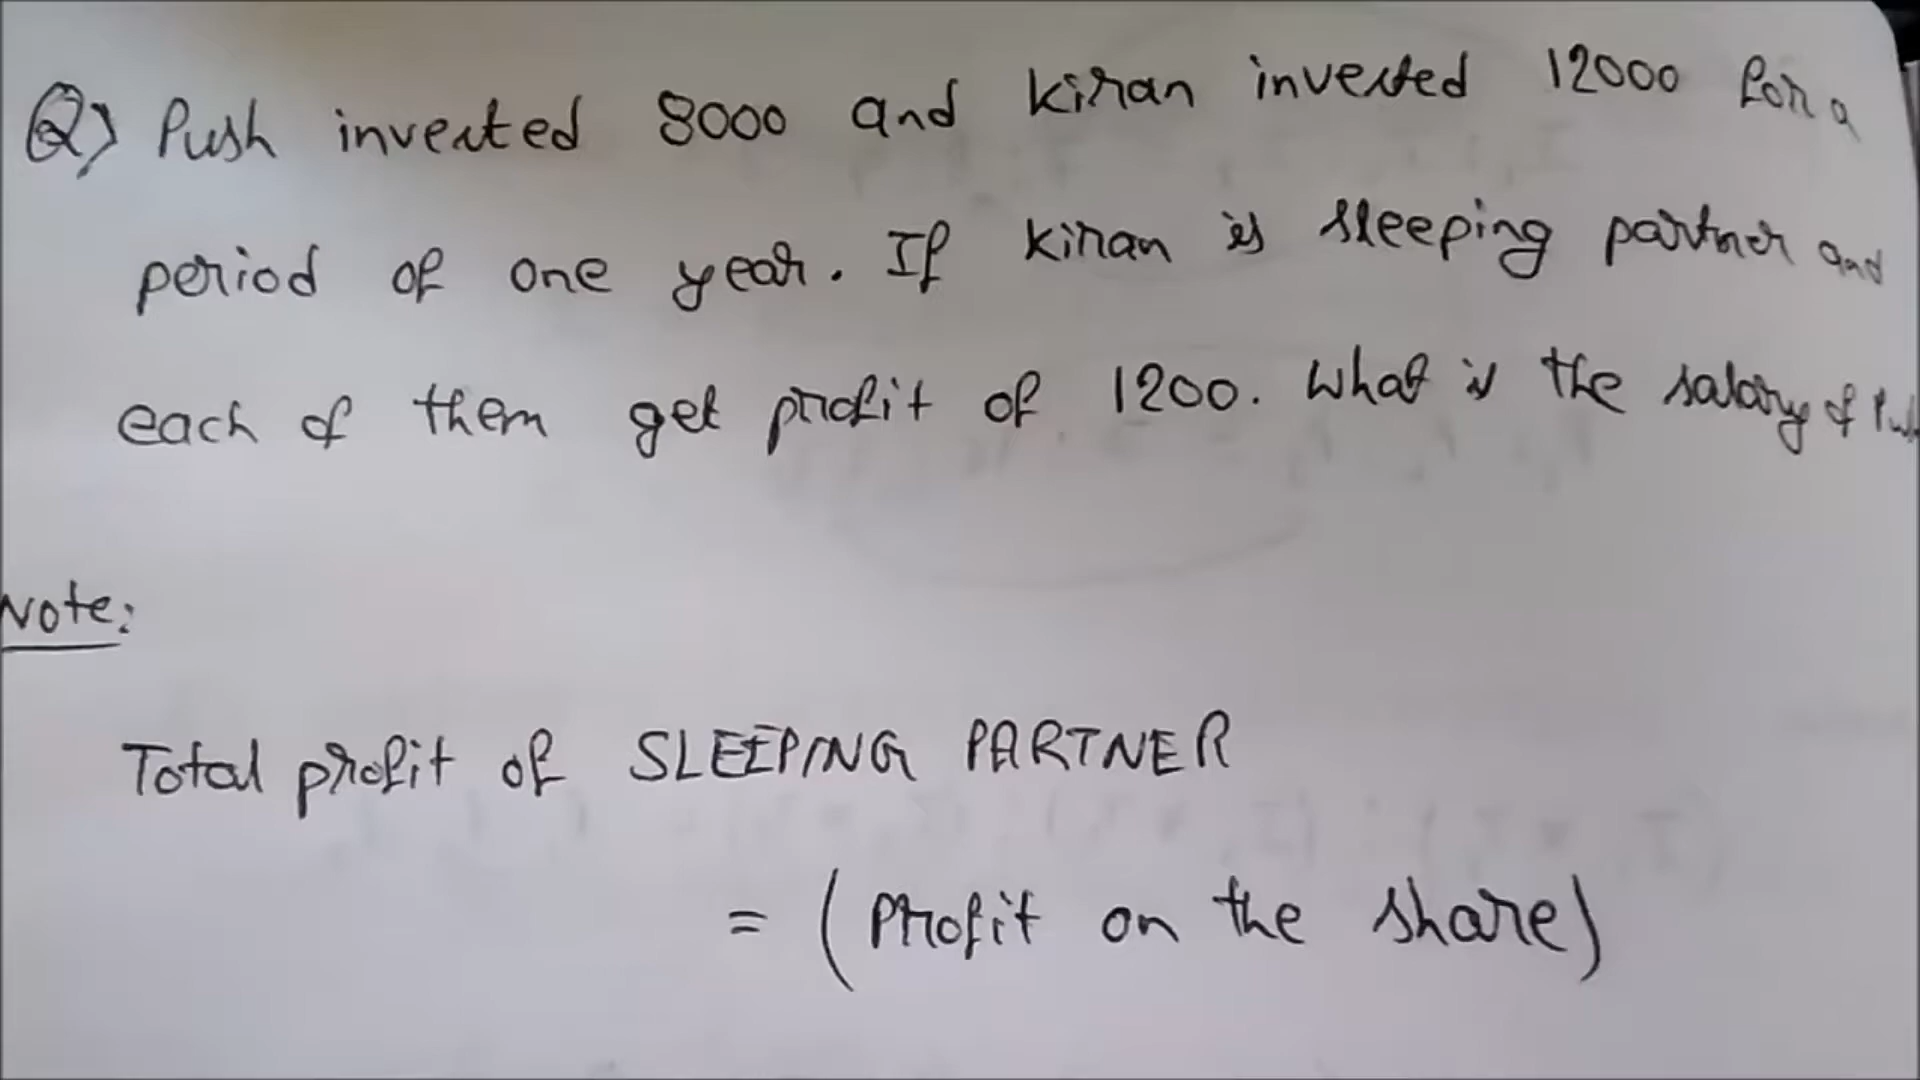 Q) Push invested 8000 and Kiran invested 12000 for a
period of one year. If Kiran is sleeping partner and
each of them get profit of 1200. What is the salary of
Note:
Total profit of SLEEPING PARTNER
= (Profit on the share)